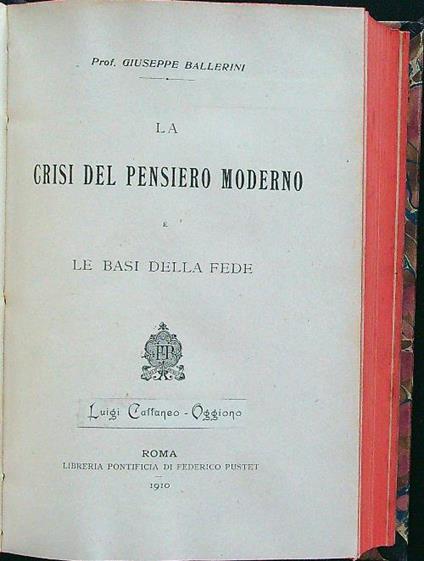 Prof. GIUSEPPE BALLERINI
LA
CRISI DEL PENSIERO MODERNO
E
LE BASI DELLA FEDE
Luigi Cattaneo - Oggiono
ROMA
LIBRERIA PONTIFICIA DI FEDERICO PUSTET
1910